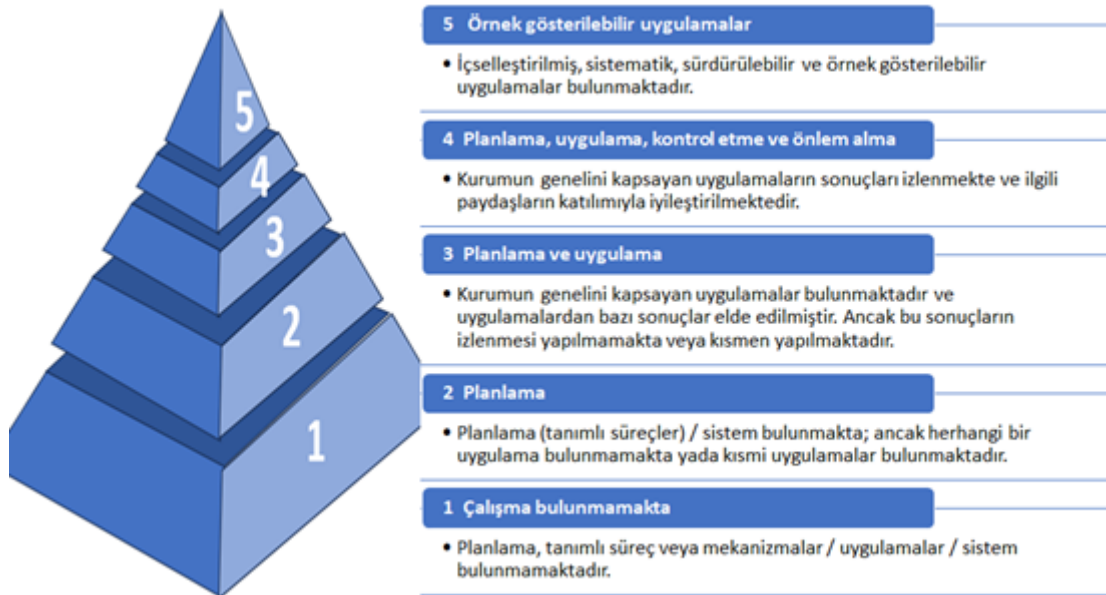 5 Örnek gösterilebilir uygulamalar
• İçselleştirilmiş, sistematik, sürdürülebilir ve örnek gösterilebilir
uygulamalar bulunmaktadır.
4 Planlama, uygulama, kontrol etme ve önlem alma
• Kurumun genelini kapsayan uygulamaların sonuçları izlenmekte ve ilgili
paydaşların katılımıyla iyileştirilmektedir.
3 Planlama ve uygulama
• Kurumun genelini kapsayan uygulamalar bulunmaktadır ve
uygulamalardan bazı sonuçlar elde edilmiştir. Ancak bu sonuçların
izlenmesi yapılmamakta veya kısmen yapılmaktadır.
2 Planlama
• Planlama (tanımlı süreçler) / sistem bulunmakta; ancak herhangi bir
uygulama bulunmamakta yada kısmi uygulamalar bulunmaktadır.
1 Çalışma bulunmamakta
• Planlama, tanımlı süreç veya mekanizmalar / uygulamalar / sistem
bulunmamaktadır.
5
4
3
2
1